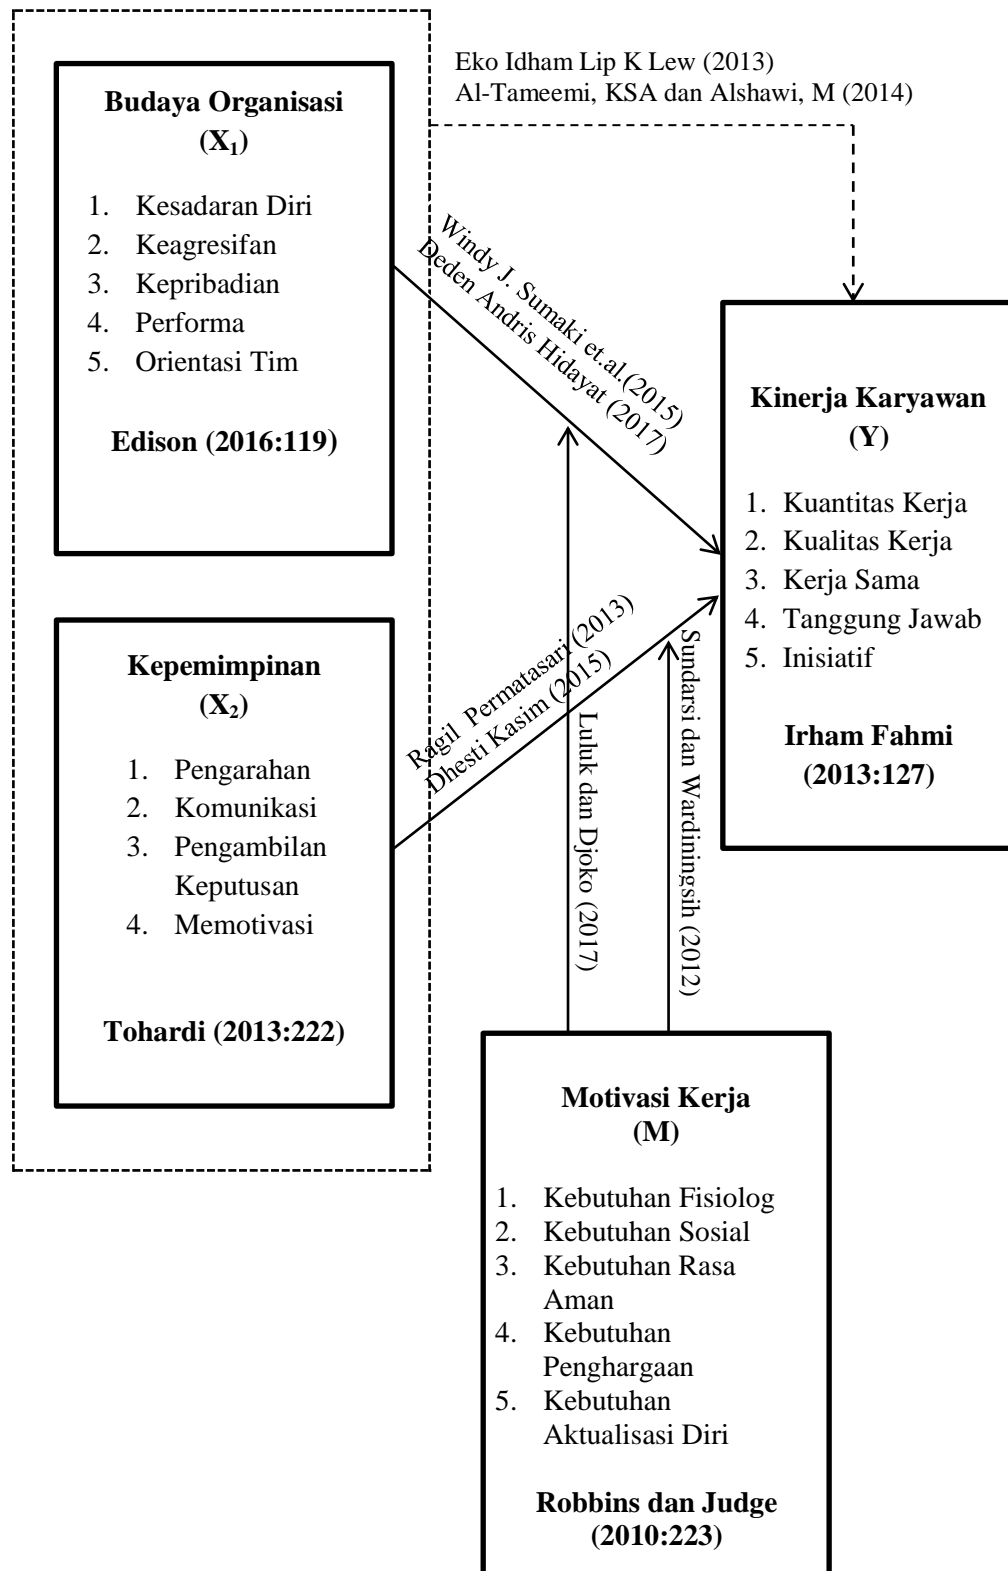 Eko Idham Lip K Lew (2013)
Al-Tameemi, KSA dan Alshawi, M (2014)
Budaya Organisasi
(X₁)
1. Kesadaran Diri
2. Keagresifan
3. Kepribadian
4. Performa
5. Orientasi Tim
Edison (2016:119)
Windy J. Sumaki et.al.(2015)
Deden Andris Hidayat (2017)
Kinerja Karyawan
(Y)
1. Kuantitas Kerja
2. Kualitas Kerja
3. Kerja Sama
4. Tanggung Jawab
5. Inisiatif
Irham Fahmi
(2013:127)
Kepemimpinan
(X₂)
1. Pengarahan
2. Komunikasi
3. Pengambilan
Keputusan
4. Memotivasi
Tohardi (2013:222)
Ragil Permatasari (2013)
Dhesti Kasim (2015)
Luluk dan Djoko (2017)
Sundarsi dan Wardiningsih (2012)
Motivasi Kerja
(M)
1. Kebutuhan Fisiolog
2. Kebutuhan Sosial
3. Kebutuhan Rasa
Aman
4. Kebutuhan
Penghargaan
5. Kebutuhan
Aktualisasi Diri
Robbins dan Judge
(2010:223)